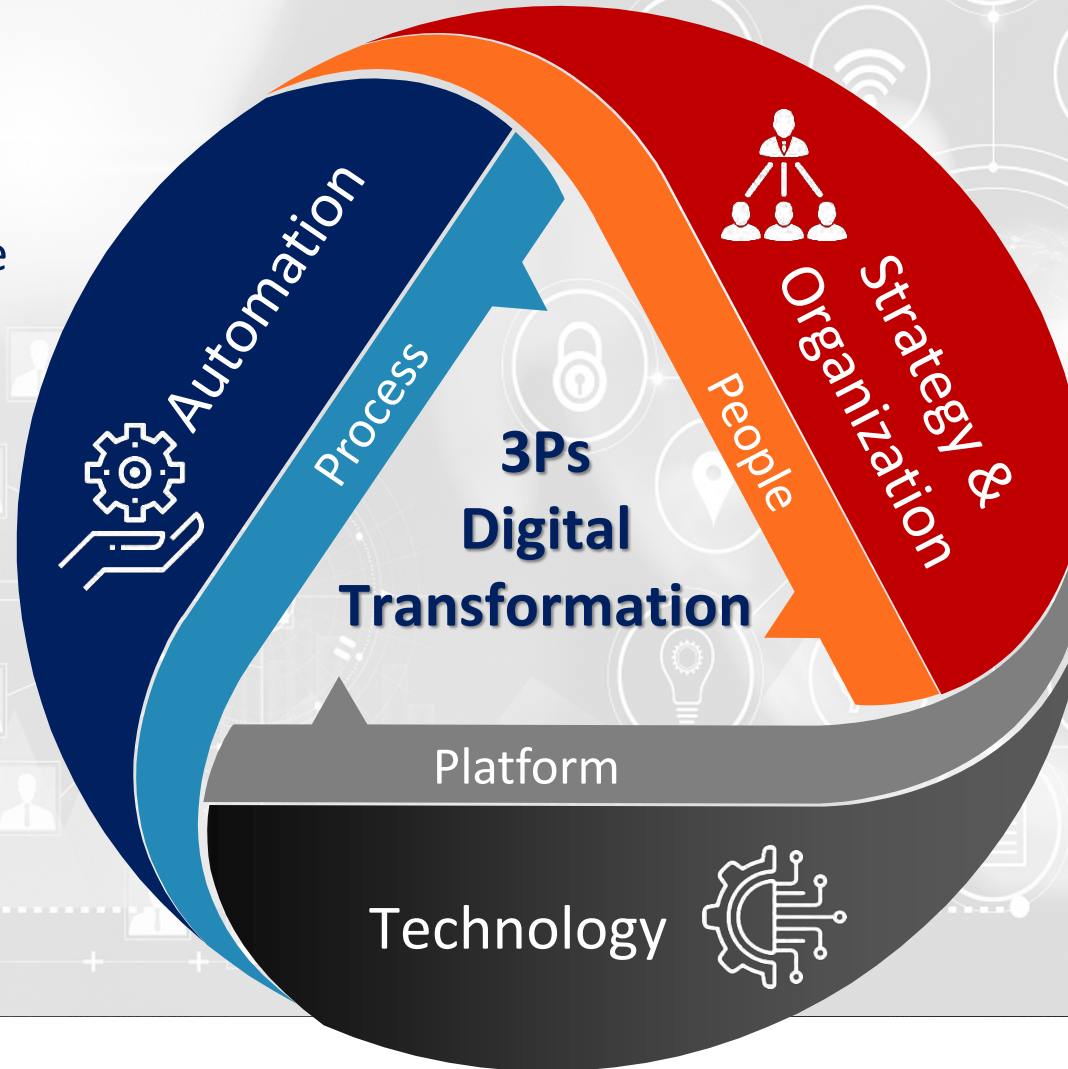 e
Automation
Process
Strategy &
Organization
People
3Ps
Digital
Transformation
Platform
Technology